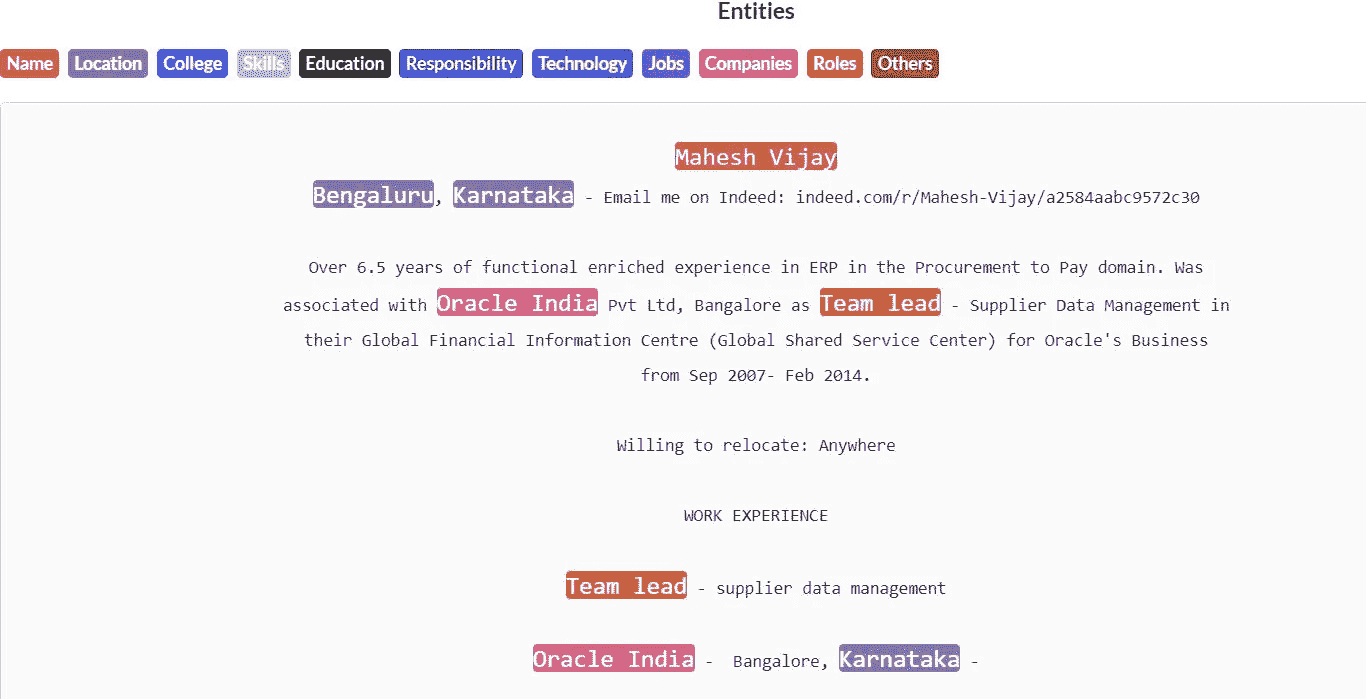 Entities
Name Location College Skills Education Responsibility Technology Jobs Companies Roles Others
Mahesh Vijay
Bengaluru, Karnataka - Email me on Indeed: indeed.com/r/Mahesh-Vijay/a2584aabc9572c30
Over 6.5 years of functional enriched experience in ERP in the Procurement to Pay domain. Was
associated with Oracle India Pvt Ltd, Bangalore as Team lead - Supplier Data Management in
their Global Financial Information Centre (Global Shared Service Center) for Oracle's Business
from Sep 2007- Feb 2014.
Willing to relocate: Anywhere
WORK EXPERIENCE
Team lead - supplier data management
Oracle India - Bangalore, Karnataka -